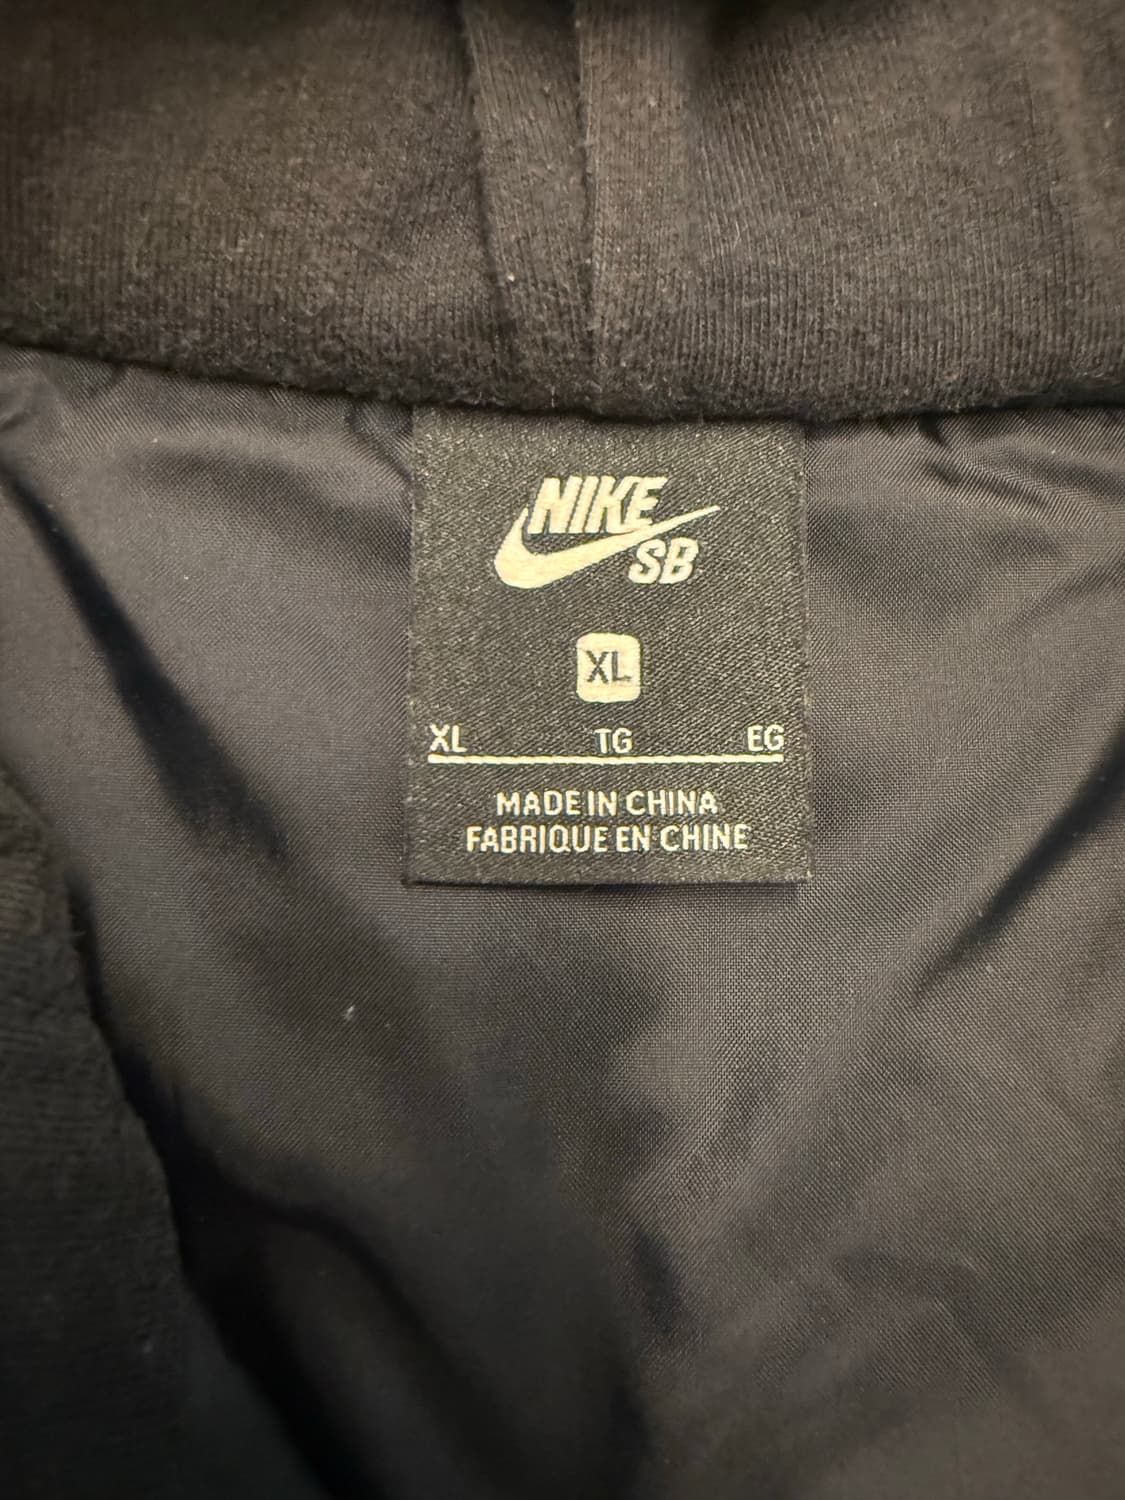 NIKE
SB
XL
XL TG EG
MADE IN CHINA
FABRIQUE EN CHINE